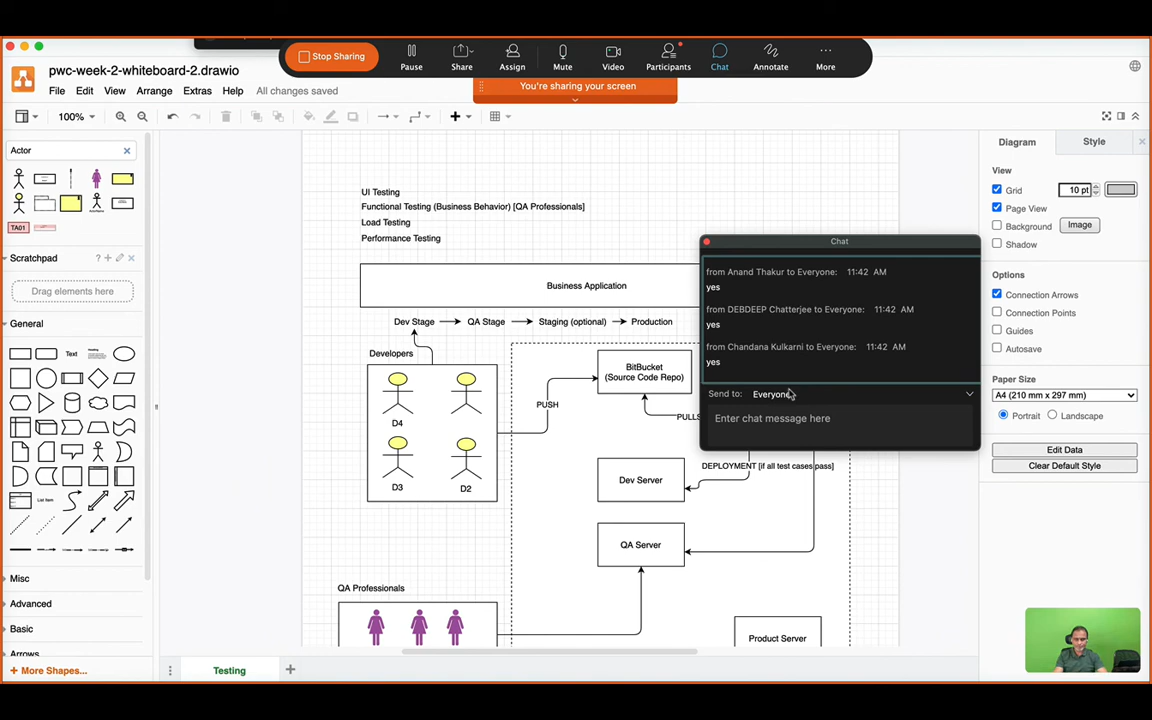 Stop Sharing
Pause
Share
Assign
Mute
Video
Participants
Chat
Annotate
More
You're sharing your screen
pwc-week-2-whiteboard-2.drawio
File Edit View Arrange Extras Help All changes saved
100%
Actor
TA01
Scratchpad
Drag elements here
General
Text
Heading
List Item
Misc
Advanced
Basic
Arrows
+ More Shapes...
UI Testing
Functional Testing (Business Behavior) [QA Professionals]
Load Testing
Performance Testing
Business Application
Dev Stage
QA Stage
Staging (optional)
Production
Developers
D4
D3
D2
PUSH
BitBucket
(Source Code Repo)
PULLS
DEPLOYMENT [if all test cases pass]
Dev Server
QA Server
QA Professionals
Product Server
Testing
Chat
from Anand Thakur to Everyone: 11:42 AM
yes
from DEBDEEP Chatterjee to Everyone: 11:42 AM
yes
from Chandana Kulkarni to Everyone: 11:42 AM
yes
Send to: Everyone
Enter chat message here
Diagram
Style
View
Grid
10 pt
Page View
Background
Image
Shadow
Options
Connection Arrows
Connection Points
Guides
Autosave
Paper Size
A4 (210 mm x 297 mm)
Portrait
Landscape
Edit Data
Clear Default Style